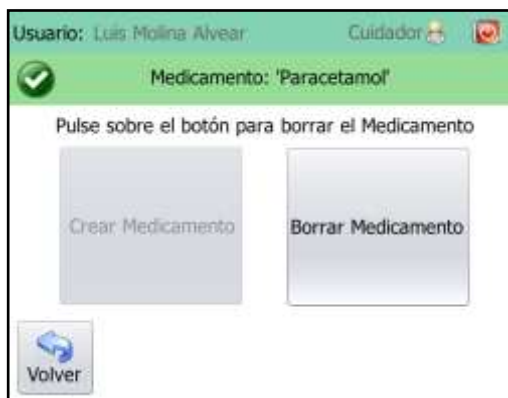 Usuario: Luis Molina Alvear Cuidador
Medicamento: 'Paracetamol'
Pulse sobre el botón para borrar el Medicamento
Crear Medicamento Borrar Medicamento
Volver